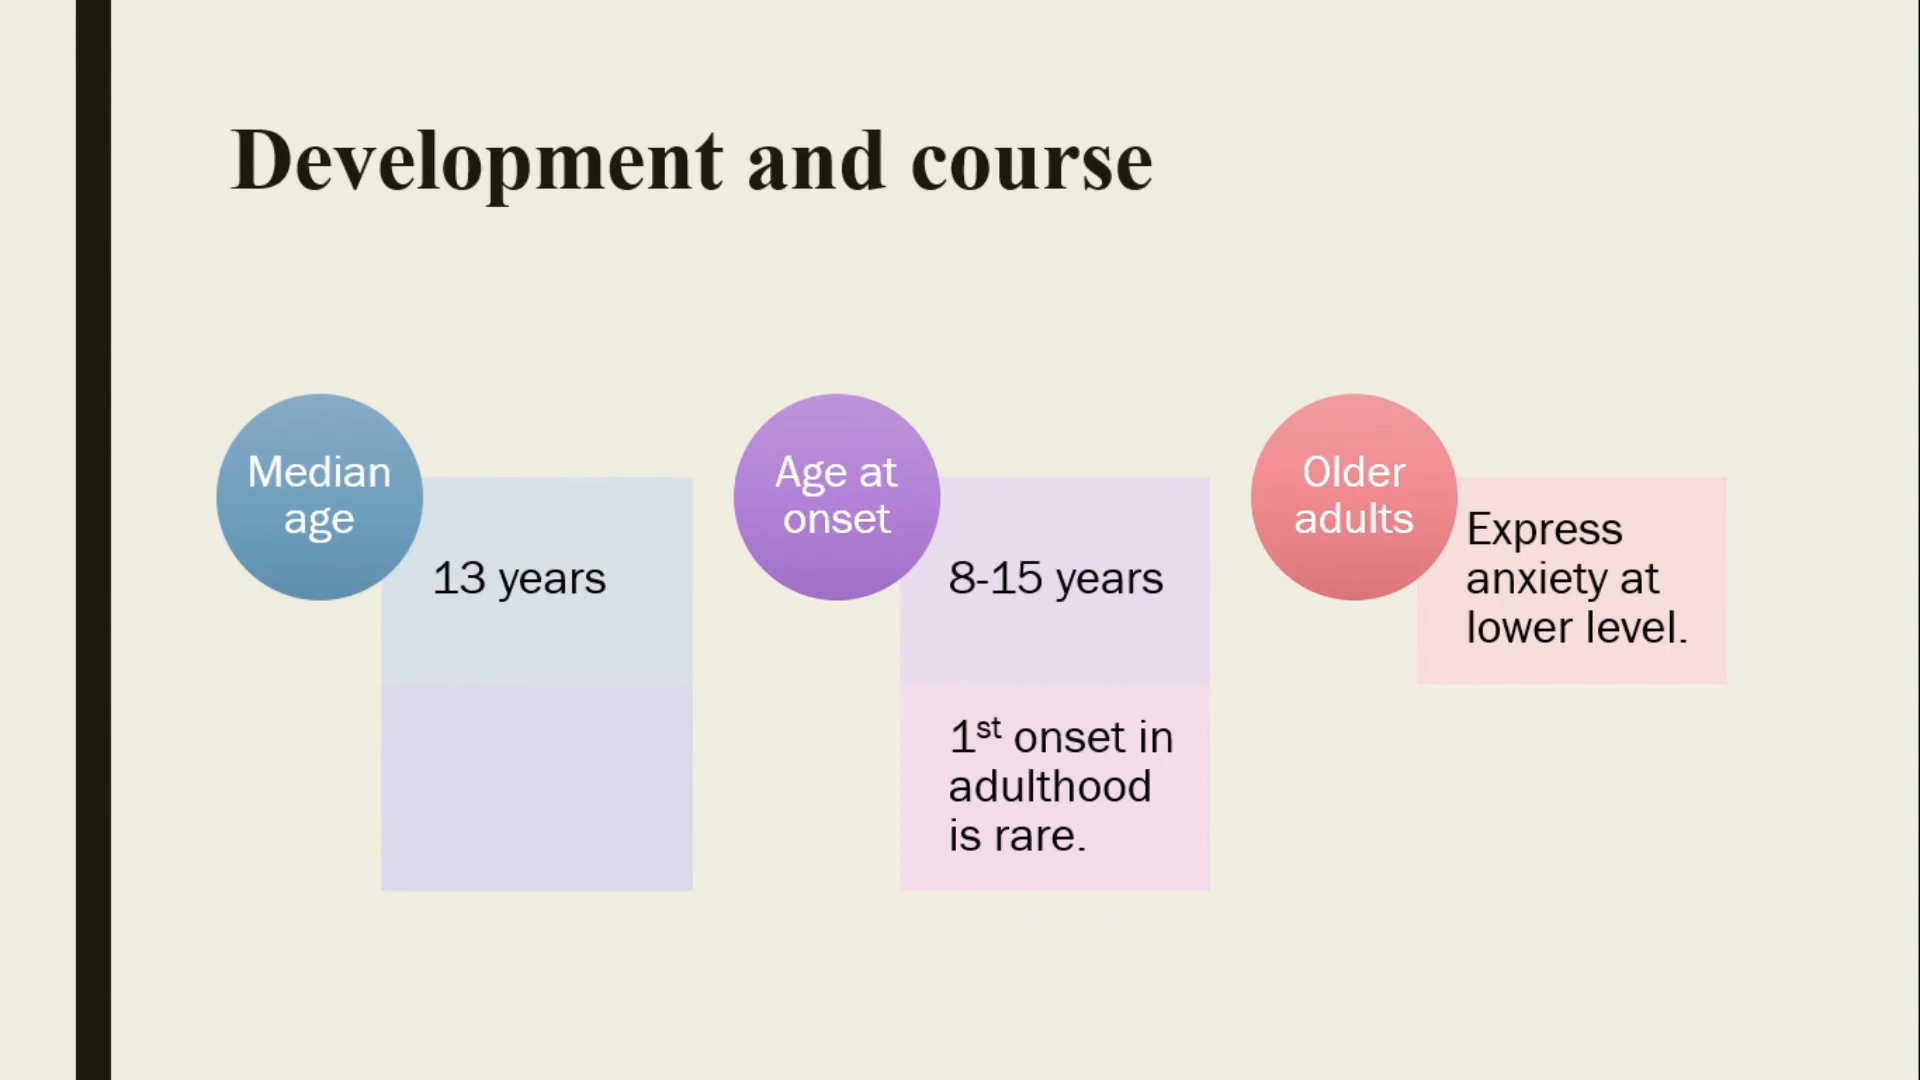 Development and course
Median
age
13 years
Age at
onset
8-15 years
1st onset in
adulthood
is rare.
Older
adults
Express
anxiety at
lower level.